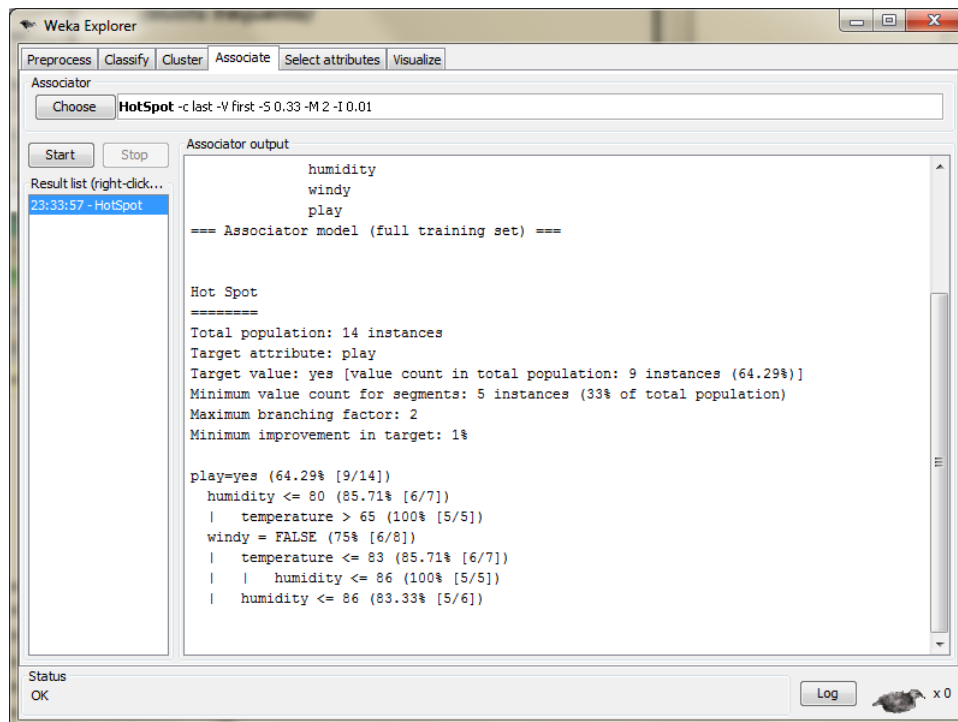 Weka Explorer
Preprocess Classify Cluster Associate Select attributes Visualize
Associator
Choose HotSpot -c last -V first -S 0.33 -M 2 -I 0.01
Start Stop
Result list (right-click...
23:33:57 - HotSpot
Associator output
humidity
windy
play
=== Associator model (full training set) ===
Hot Spot
========
Total population: 14 instances
Target attribute: play
Target value: yes [value count in total population: 9 instances (64.29%)]
Minimum value count for segments: 5 instances (33% of total population)
Maximum branching factor: 2
Minimum improvement in target: 1%
play=yes (64.29% [9/14])
humidity <= 80 (85.71% [6/7])
| temperature > 65 (100% [5/5])
windy = FALSE (75% [6/8])
| temperature <= 83 (85.71% [6/7])
| | humidity <= 86 (100% [5/5])
| humidity <= 86 (83.33% [5/6])
Status
OK
Log
x 0